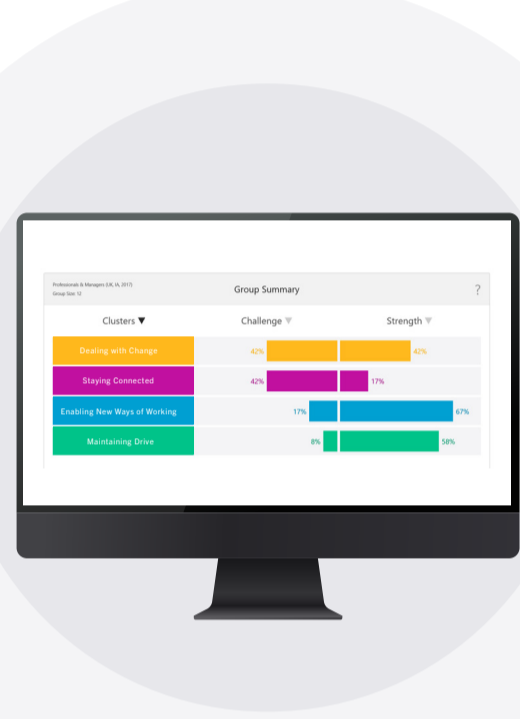 Professionals & Managers (UK, IA, 2017)
Group Size: 12
Group Summary
?
Clusters ▼
Challenge ▼
Strength ▼
Dealing with Change
42%
42%
Staying Connected
42%
17%
Enabling New Ways of Working
17%
67%
Maintaining Drive
8%
58%